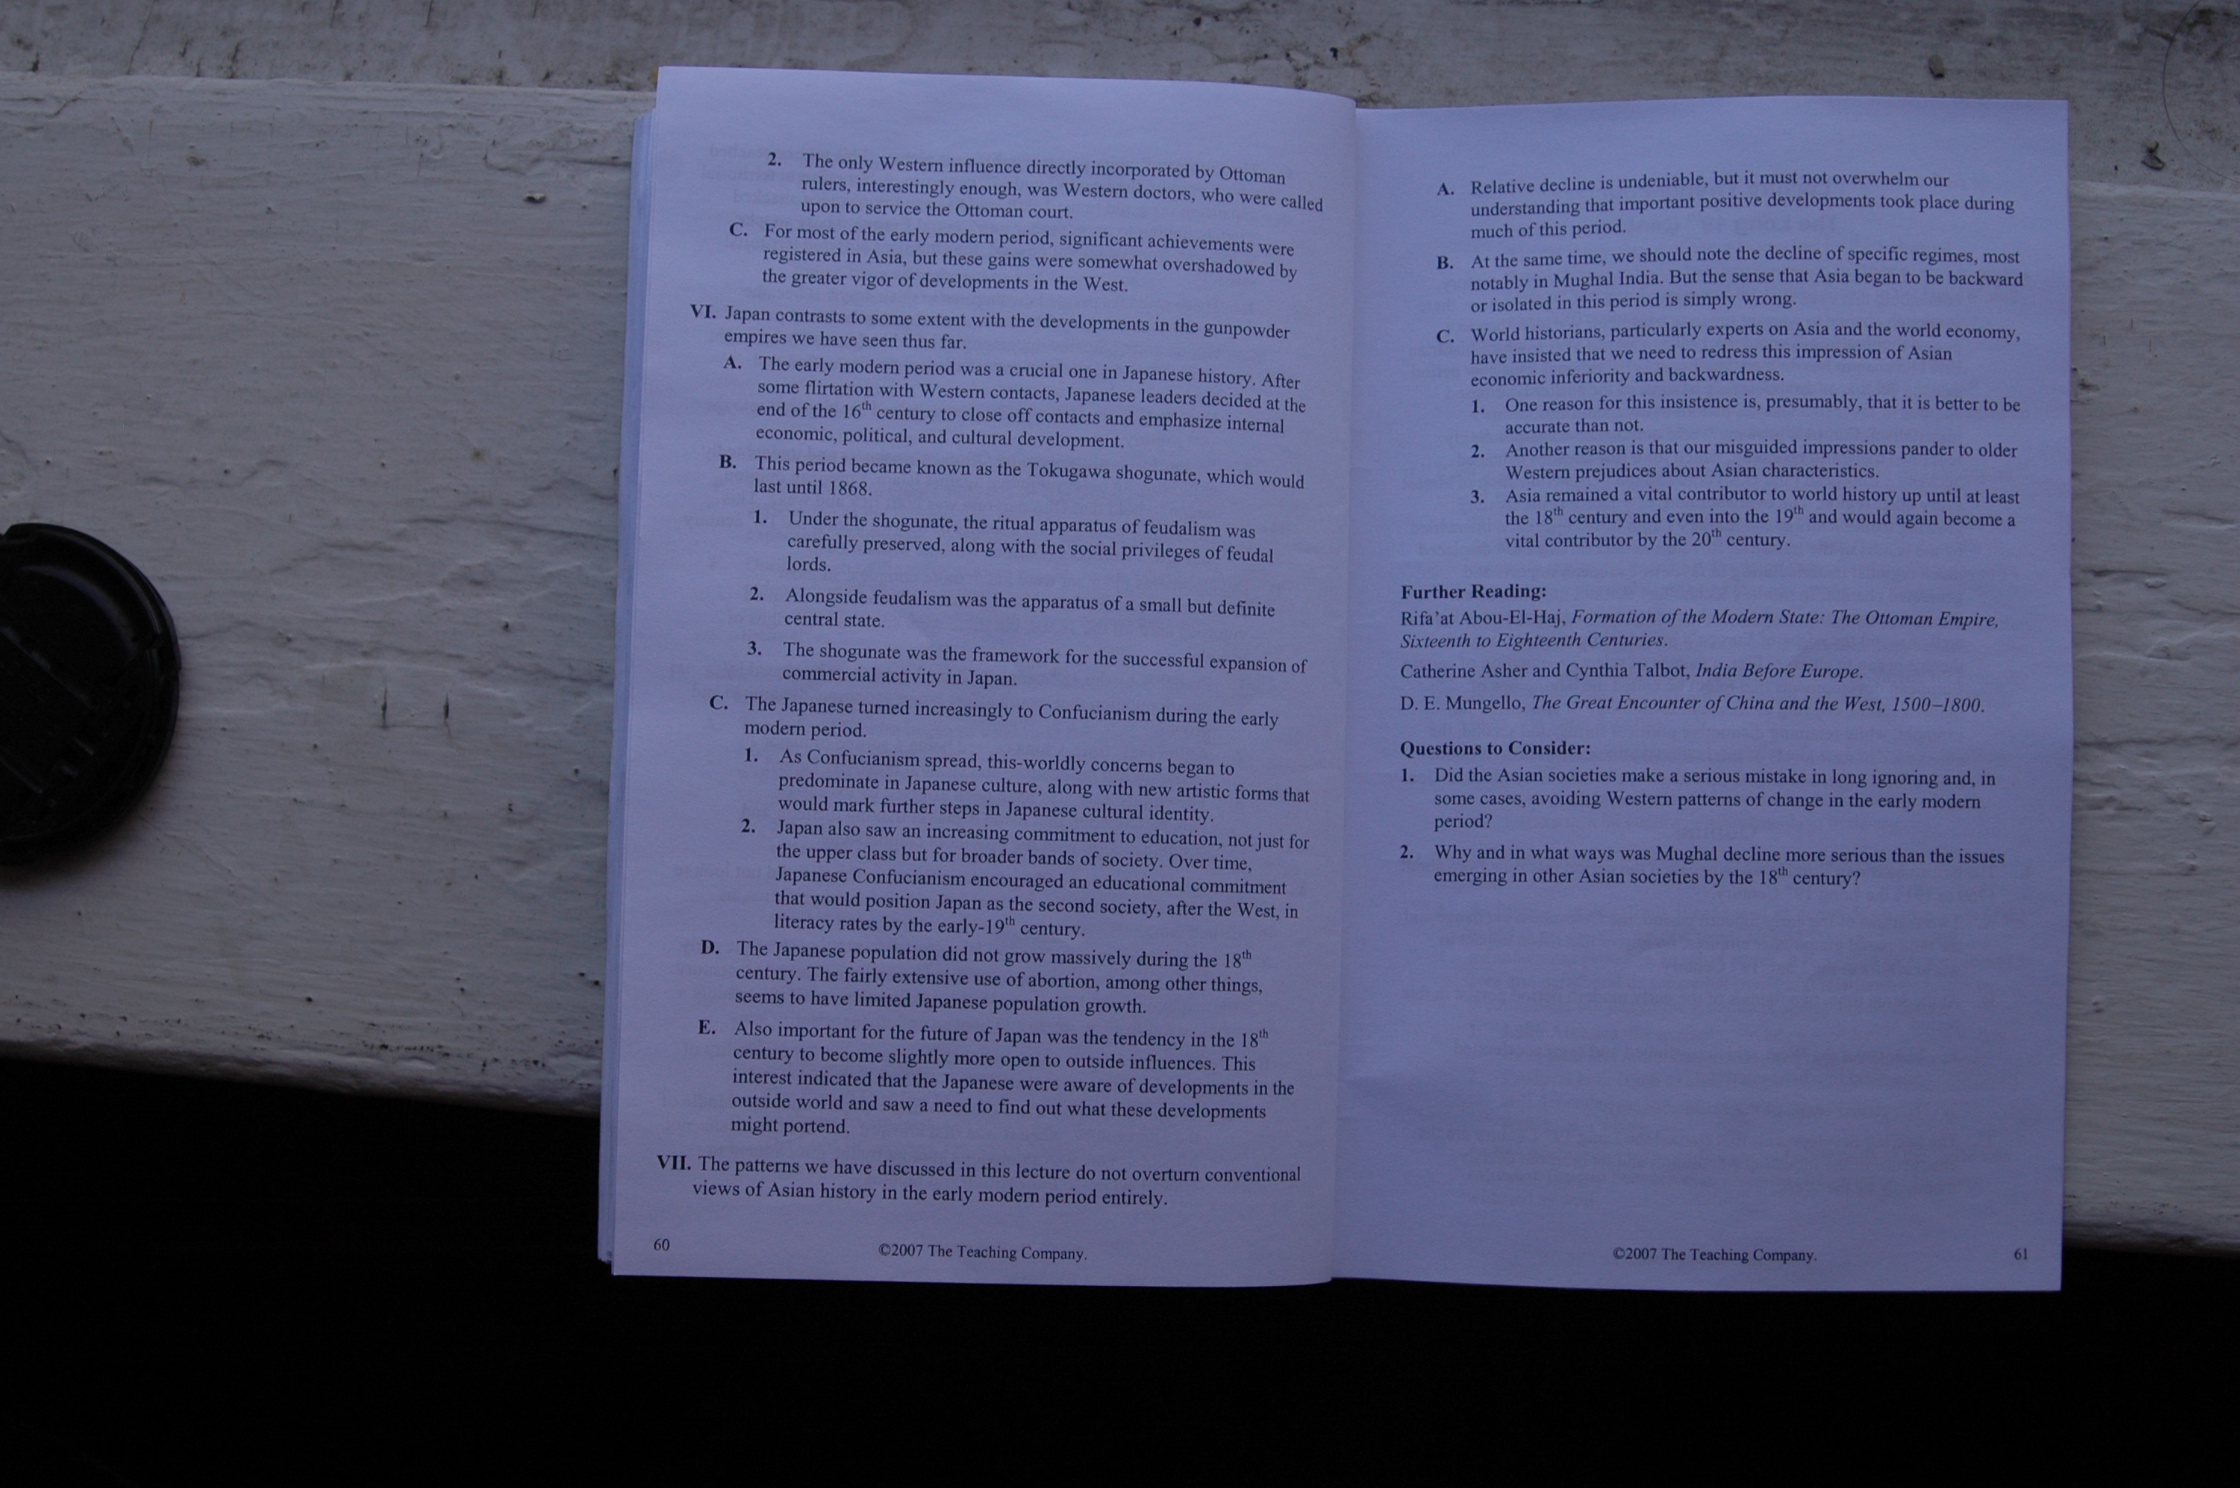 2. The only Western influence directly incorporated by Ottoman
rulers, interestingly enough, was Western doctors, who were called
upon to service the Ottoman court.
C. For most of the early modern period, significant achievements were
registered in Asia, but these gains were somewhat overshadowed by
the greater vigor of developments in the West.
VI. Japan contrasts to some extent with the developments in the gunpowder
empires we have seen thus far.
A. The early modern period was a crucial one in Japanese history. After
some flirtation with Western contacts, Japanese leaders decided at the
end of the 16th century to close off contacts and emphasize internal
economic, political, and cultural development.
B. This period became known as the Tokugawa shogunate, which would
last until 1868.
1. Under the shogunate, the ritual apparatus of feudalism was
carefully preserved, along with the social privileges of feudal
lords.
2. Alongside feudalism was the apparatus of a small but definite
central state.
3. The shogunate was the framework for the successful expansion of
commercial activity in Japan.
C. The Japanese turned increasingly to Confucianism during the early
modern period.
1. As Confucianism spread, this-worldly concerns began to
predominate in Japanese culture, along with new artistic forms that
would mark further steps in Japanese cultural identity.
2. Japan also saw an increasing commitment to education, not just for
the upper class but for broader bands of society. Over time,
Japanese Confucianism encouraged an educational commitment
that would position Japan as the second society, after the West, in
literacy rates by the early-19th century.
D. The Japanese population did not grow massively during the 18th
century. The fairly extensive use of abortion, among other things,
seems to have limited Japanese population growth.
E. Also important for the future of Japan was the tendency in the 18th
century to become slightly more open to outside influences. This
interest indicated that the Japanese were aware of developments in the
outside world and saw a need to find out what these developments
might portend.
VII. The patterns we have discussed in this lecture do not overturn conventional
views of Asian history in the early modern period entirely.
60
©2007 The Teaching Company.
A. Relative decline is undeniable, but it must not overwhelm our
understanding that important positive developments took place during
much of this period.
B. At the same time, we should note the decline of specific regimes, most
notably in Mughal India. But the sense that Asia began to be backward
or isolated in this period is simply wrong.
C. World historians, particularly experts on Asia and the world economy,
have insisted that we need to redress this impression of Asian
economic inferiority and backwardness.
1. One reason for this insistence is, presumably, that it is better to be
accurate than not.
2. Another reason is that our misguided impressions pander to older
Western prejudices about Asian characteristics.
3. Asia remained a vital contributor to world history up until at least
the 18th century and even into the 19th and would again become a
vital contributor by the 20th century.
Further Reading:
Rifa'at Abou-El-Haj, Formation of the Modern State: The Ottoman Empire,
Sixteenth to Eighteenth Centuries.
Catherine Asher and Cynthia Talbot, India Before Europe.
D. E. Mungello, The Great Encounter of China and the West, 1500–1800.
Questions to Consider:
1. Did the Asian societies make a serious mistake in long ignoring and, in
some cases, avoiding Western patterns of change in the early modern
period?
2. Why and in what ways was Mughal decline more serious than the issues
emerging in other Asian societies by the 18th century?
©2007 The Teaching Company.
61